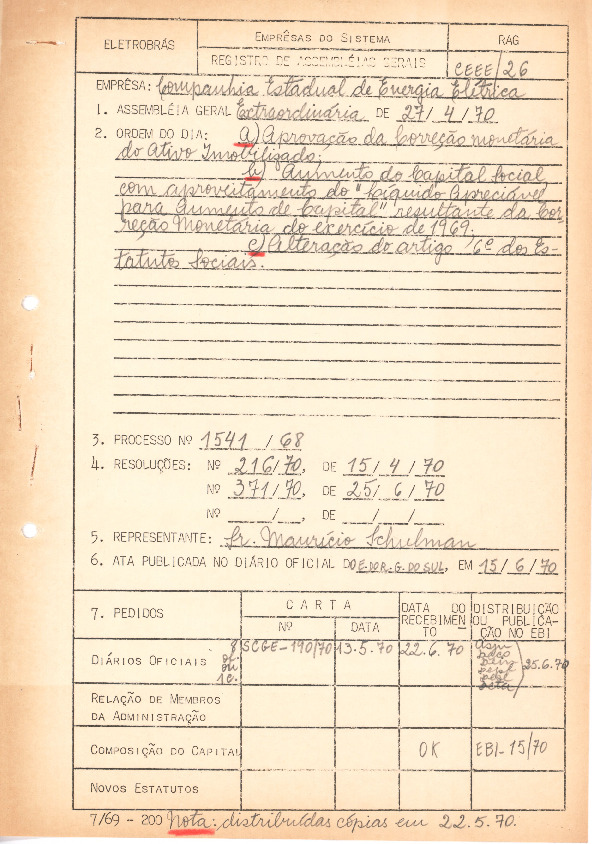 ELETROBRÁS
EMPRÊSAS DO SISTEMA
RAG
REGISTRO DE ASSEMBLÉIAS GERAIS
CEEE/26
EMPRÊSA: Companhia Estadual de Energia Elétrica
1. ASSEMBLÉIA GERAL Extraordinária DE 27/4/70
2. ORDEM DO DIA: a) Aprovação da Correção monetária
do Ativo Imobilizado;
b) Aumento do Capital Social,
com aproveitamento do "Líquido Apreciável
para Aumento de Capital" resultante da Cor
reção Monetária do exercício de 1969.
c) Alteração do artigo 6º dos Es-
tatutos Sociais.
3. PROCESSO Nº 1541 /68
4. RESOLUÇÕES: Nº 216/70, DE 15/ 4 /70
Nº 371/70, DE 25/ 6 /70
Nº / , DE / /
5. REPRESENTANTE: Sr. Maurício Schulman
6. ATA PUBLICADA NO DIÁRIO OFICIAL DO E.DO R.G. DO SUL, EM 15/6/70
7. PEDIDOS
CARTA
Nº
DATA
DATA DO
RECEBIMEN
TO
DISTRIBUIÇÃO
OU PUBLICA-
ÇÃO NO EBI
DIÁRIOS OFICIAIS
SCGE-190/70
13.5.70
22.6.70
25.6.70
RELAÇÃO DE MEMBROS
DA ADMINISTRAÇÃO
COMPOSIÇÃO DO CAPITAL
OK
EBI-15/70
NOVOS ESTATUTOS
7/69 - 200 Nota: distribuídas cópias em 22.5.70.